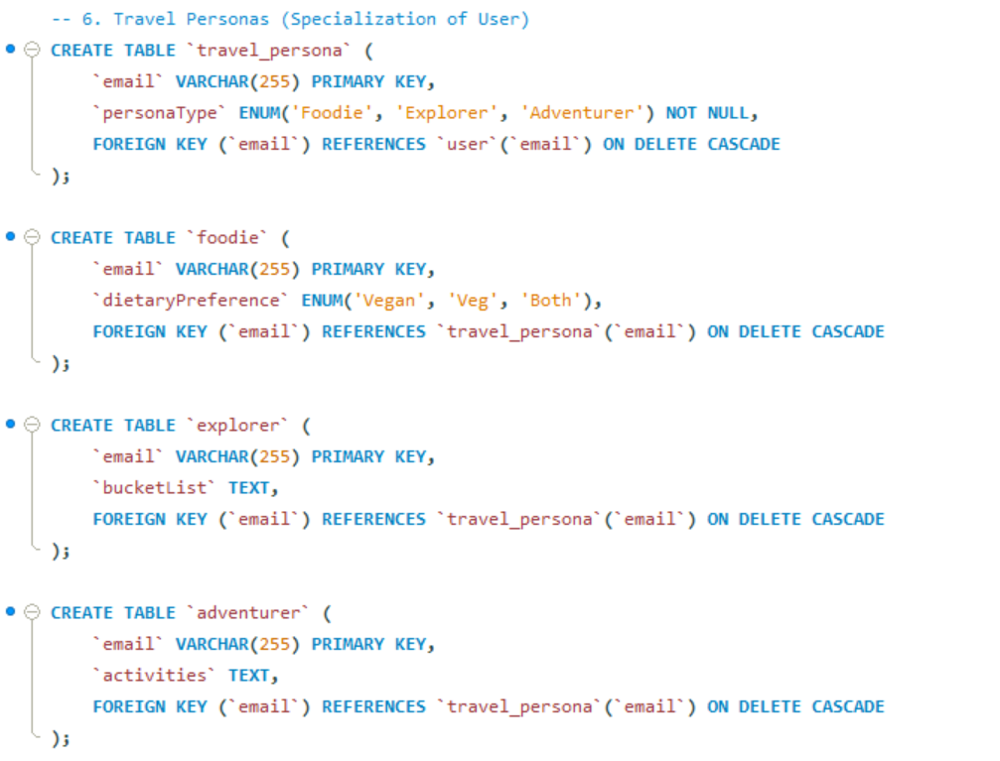 -- 6. Travel Personas (Specialization of User)
CREATE TABLE `travel_persona` (
`email` VARCHAR(255) PRIMARY KEY,
`personaType` ENUM('Foodie', 'Explorer', 'Adventurer') NOT NULL,
FOREIGN KEY (`email`) REFERENCES `user`(`email`) ON DELETE CASCADE
);
CREATE TABLE `foodie` (
`email` VARCHAR(255) PRIMARY KEY,
`dietaryPreference` ENUM('Vegan', 'Veg', 'Both'),
FOREIGN KEY (`email`) REFERENCES `travel_persona`(`email`) ON DELETE CASCADE
);
CREATE TABLE `explorer` (
`email` VARCHAR(255) PRIMARY KEY,
`bucketList` TEXT,
FOREIGN KEY (`email`) REFERENCES `travel_persona`(`email`) ON DELETE CASCADE
);
CREATE TABLE `adventurer` (
`email` VARCHAR(255) PRIMARY KEY,
`activities` TEXT,
FOREIGN KEY (`email`) REFERENCES `travel_persona`(`email`) ON DELETE CASCADE
);